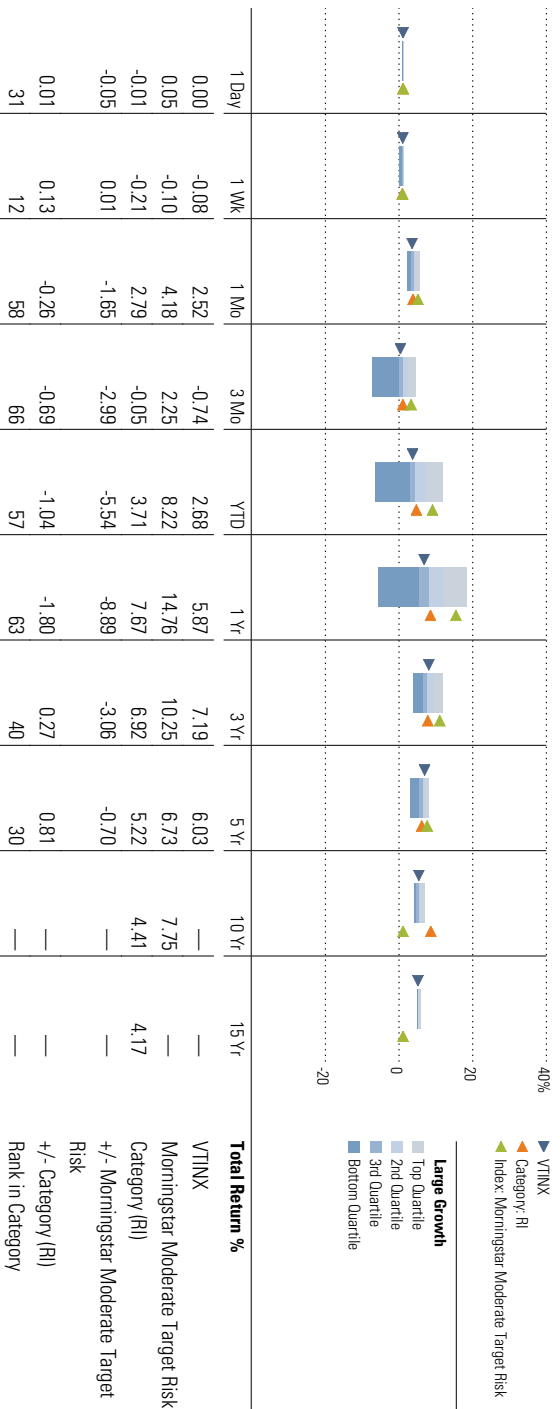 VTINX
Category: RI
Index: Morningstar Moderate Target Risk
Large Growth
Top Quartile
2nd Quartile
3rd Quartile
Bottom Quartile
40%
20
0
-20
1 Day 1 Wk 1 Mo 3 Mo YTD 1 Yr 3 Yr 5 Yr 10 Yr 15 Yr Total Return %
0.00 -0.08 2.52 -0.74 2.68 5.87 7.19 6.03 — — VTINX
0.05 -0.10 4.18 2.25 8.22 14.76 10.25 6.73 7.75 — Morningstar Moderate Target Risk
-0.01 -0.21 2.79 -0.05 3.71 7.67 6.92 5.22 4.41 4.17 Category (RI)
-0.05 0.01 -1.65 -2.99 -5.54 -8.89 -3.06 -0.70 — — +/- Morningstar Moderate Target
Risk
0.01 0.13 -0.26 -0.69 -1.04 -1.80 0.27 0.81 — — +/- Category (RI)
31 12 58 66 57 63 40 30 — — Rank in Category